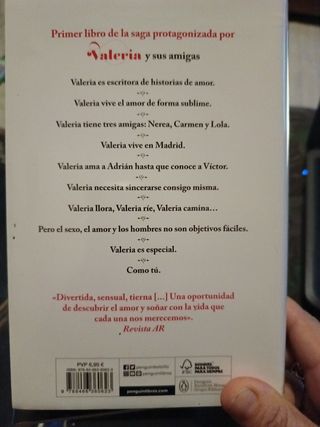 Primer libro de la saga protagonizada por
Valeria y sus amigas
Valeria es escritora de historias de amor.
Valeria vive el amor de forma sublime.
Valeria tiene tres amigas: Nerea, Carmen y Lola.
Valeria vive en Madrid.
Valeria ama a Adrián hasta que conoce a Víctor.
Valeria necesita sincerarse consigo misma.
Valeria llora, Valeria ríe, Valeria camina...
Pero el sexo, el amor y los hombres no son objetivos fáciles.
Valeria es especial.
Como tú.
«Divertida, sensual, tierna [...] Una oportunidad
de descubrir el amor y soñar con la vida que
cada una nos merecemos».
Revista AR
penguinlibros.com